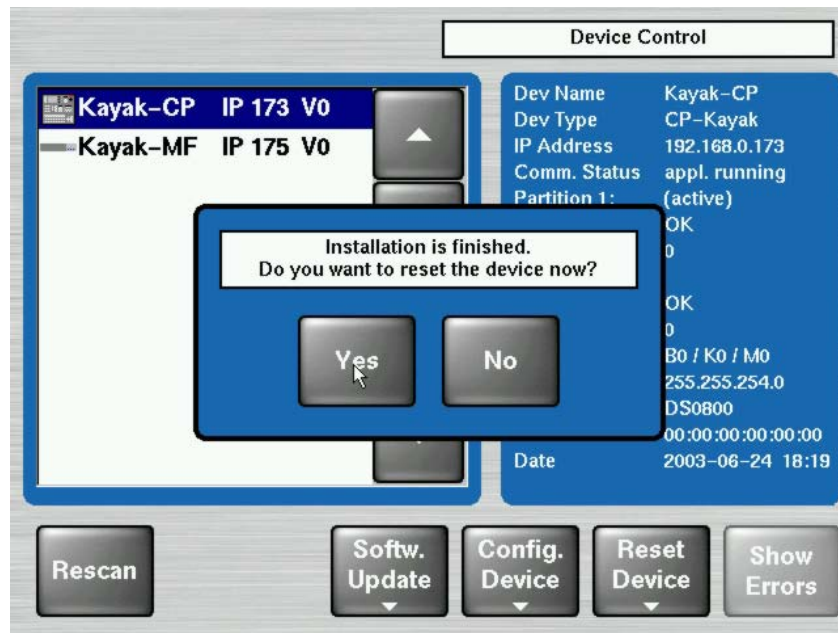 Device Control
Kayak-CP IP 173 V0
Kayak-MF IP 175 V0
Dev Name Kayak-CP
Dev Type CP-Kayak
IP Address 192.168.0.173
Comm. Status appl. running
Partition 1: (active)
OK
0
OK
0
B0 / K0 / M0
255.255.254.0
DS0800
00:00:00:00:00:00
Date 2003-06-24 18:19
Installation is finished.
Do you want to reset the device now?
Yes
No
Rescan
Softw.
Update
Config.
Device
Reset
Device
Show
Errors